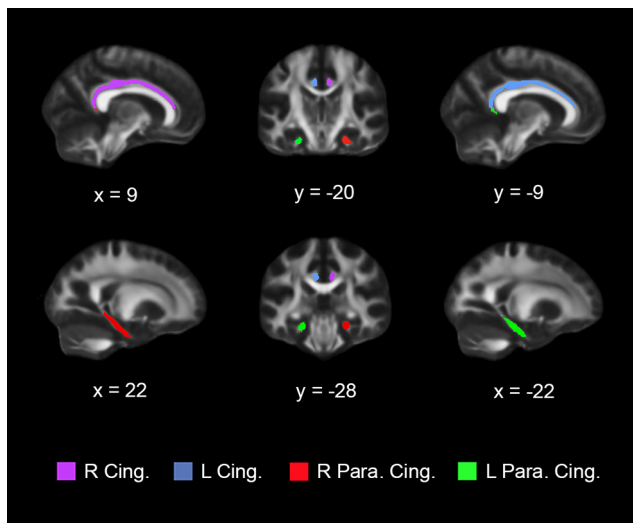 x = 9
y = -20
y = -9
x = 22
y = -28
x = -22
R Cing.
L Cing.
R Para. Cing.
L Para. Cing.